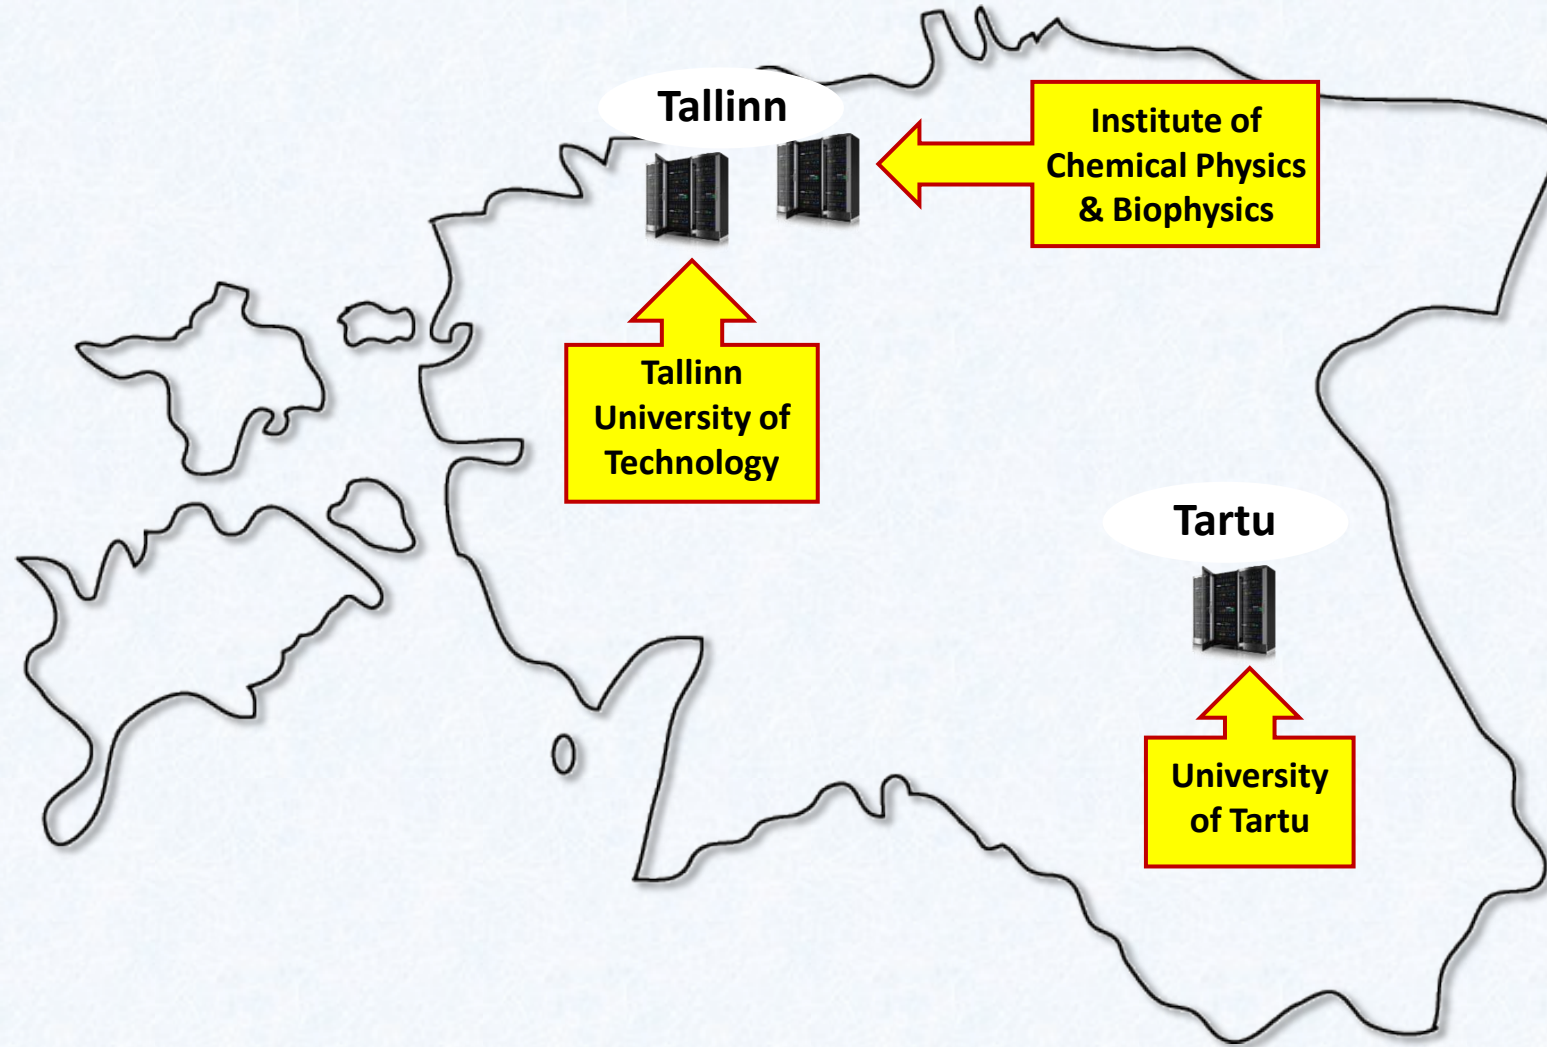 Tallinn
Institute of
Chemical Physics
& Biophysics
Tallinn
University of
Technology
Tartu
University
of Tartu